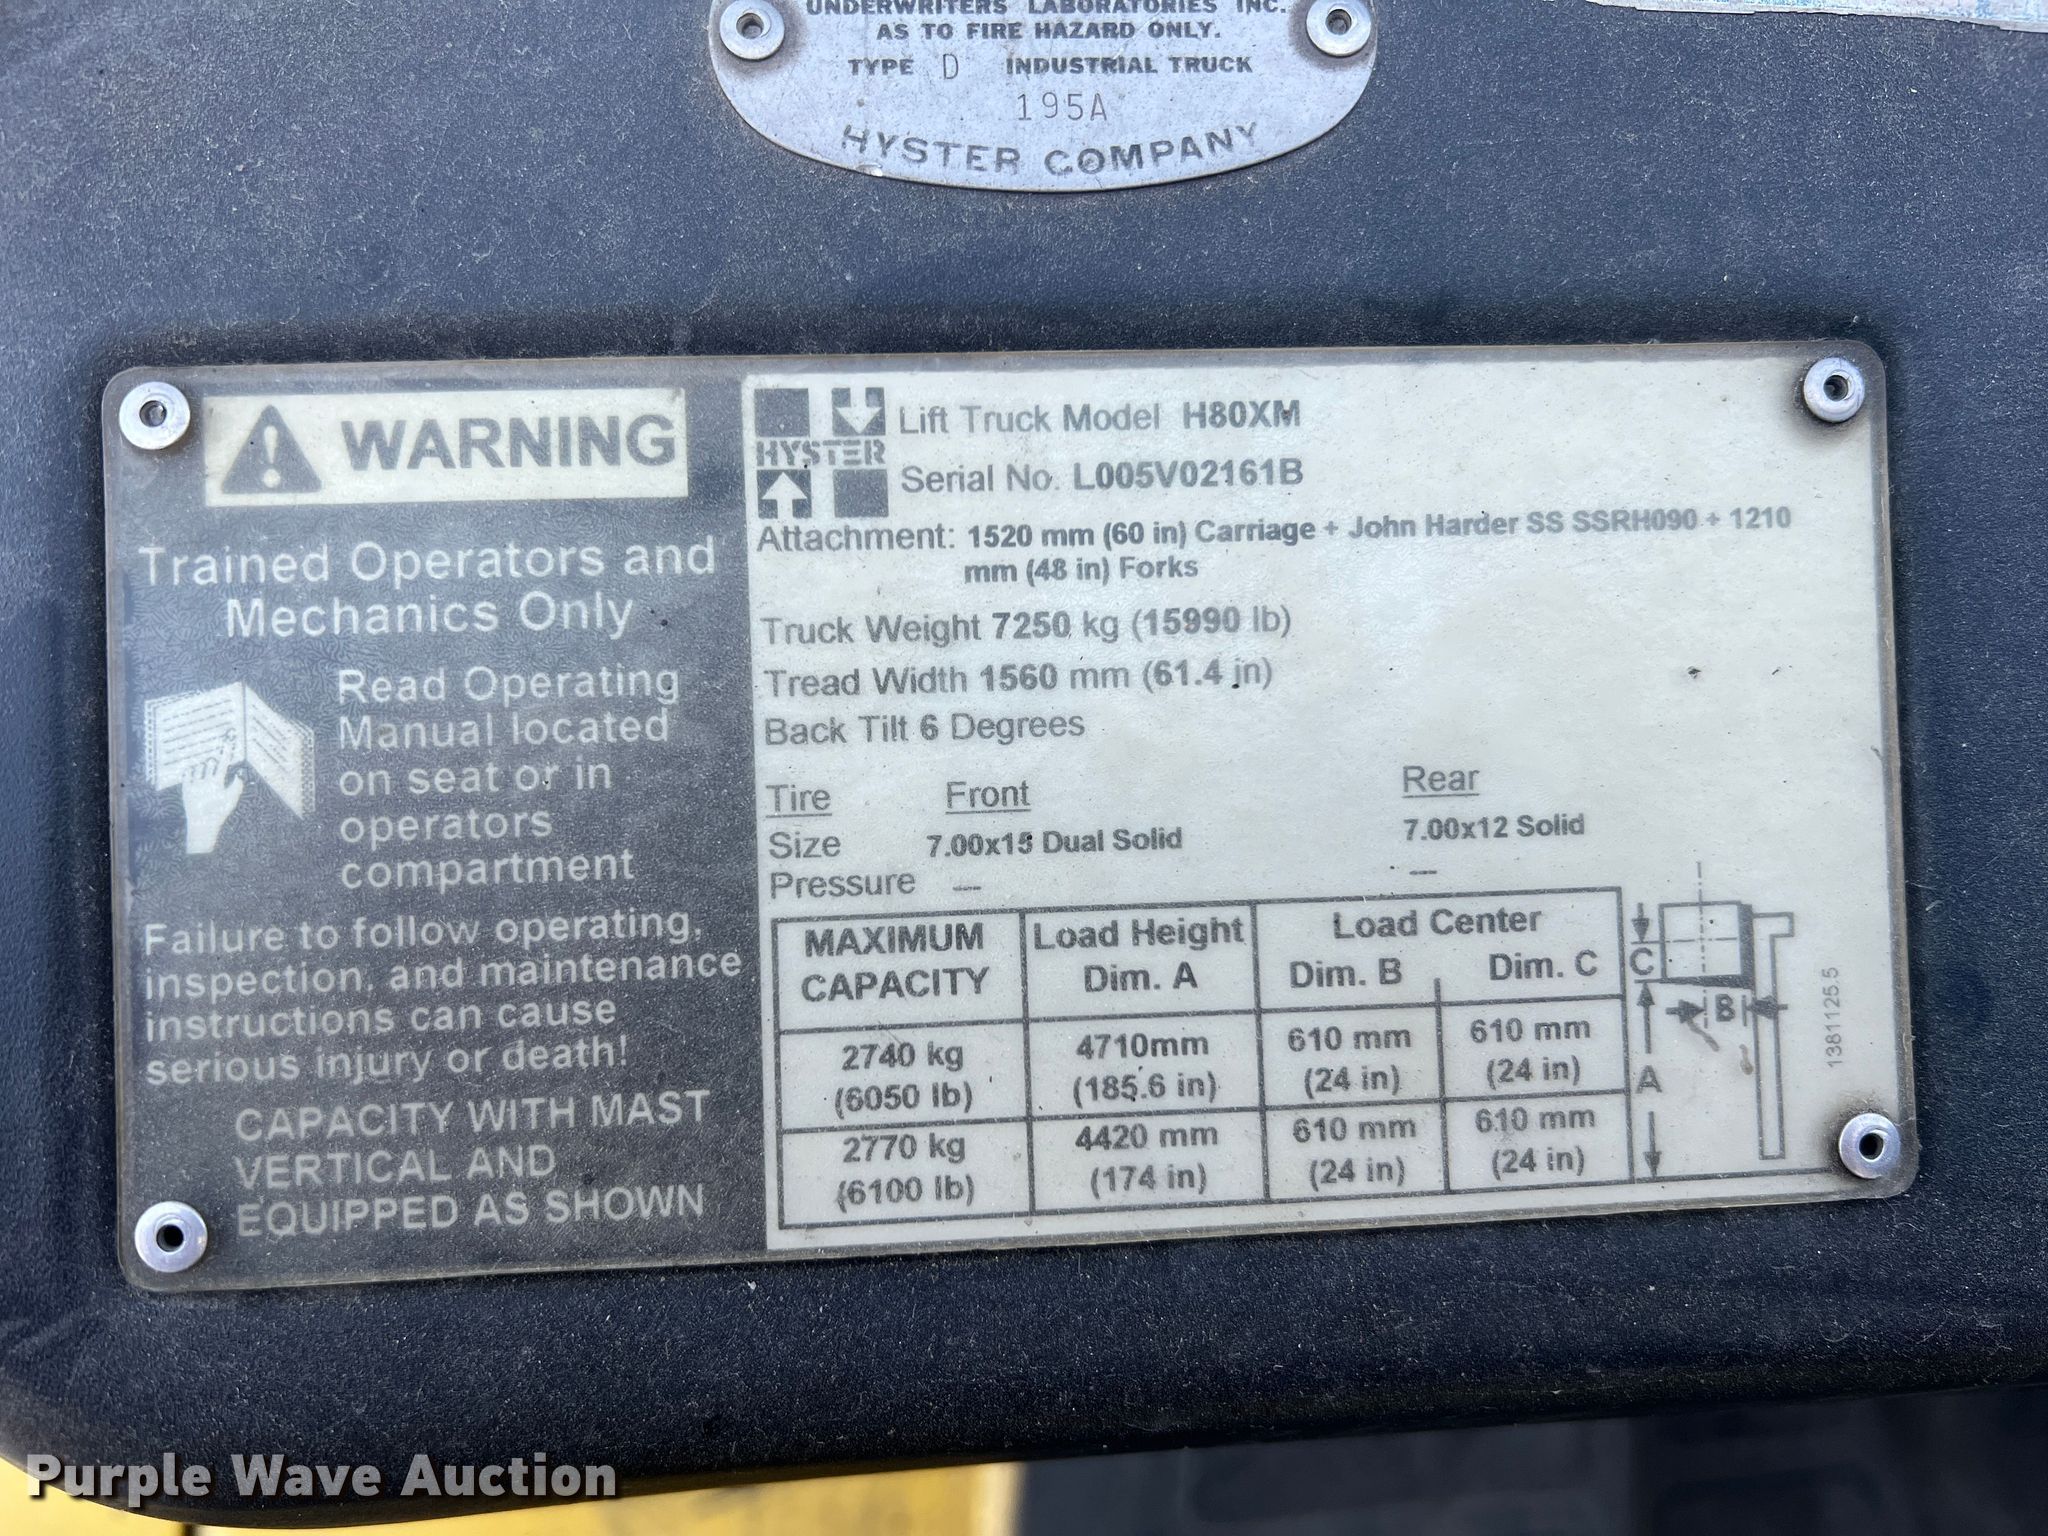 UNDERWRITERS LABORATORIES INC.
AS TO FIRE HAZARD ONLY.
TYPE D INDUSTRIAL TRUCK
195A
HYSTER COMPANY
WARNING
Trained Operators and
Mechanics Only
Read Operating
Manual located
on seat or in
operators
compartment
Failure to follow operating,
inspection, and maintenance
instructions can cause
serious injury or death!
CAPACITY WITH MAST
VERTICAL AND
EQUIPPED AS SHOWN
HYSTER
Lift Truck Model H80XM
Serial No. L005V02161B
Attachment: 1520 mm (60 in) Carriage + John Harder SS SSRH090 + 1210
mm (48 in) Forks
Truck Weight 7250 kg (15990 lb)
Tread Width 1560 mm (61.4 in)
Back Tilt 6 Degrees
Tire Front Rear
Size 7.00x15 Dual Solid 7.00x12 Solid
Pressure — —
MAXIMUM CAPACITY Load Height Dim. A Load Center Dim. B Dim. C
2740 kg 4710mm 610 mm 610 mm
(6050 lb) (185.6 in) (24 in) (24 in)
2770 kg 4420 mm 610 mm 610 mm
(6100 lb) (174 in) (24 in) (24 in)
C
B
A
13811255
Purple Wave Auction